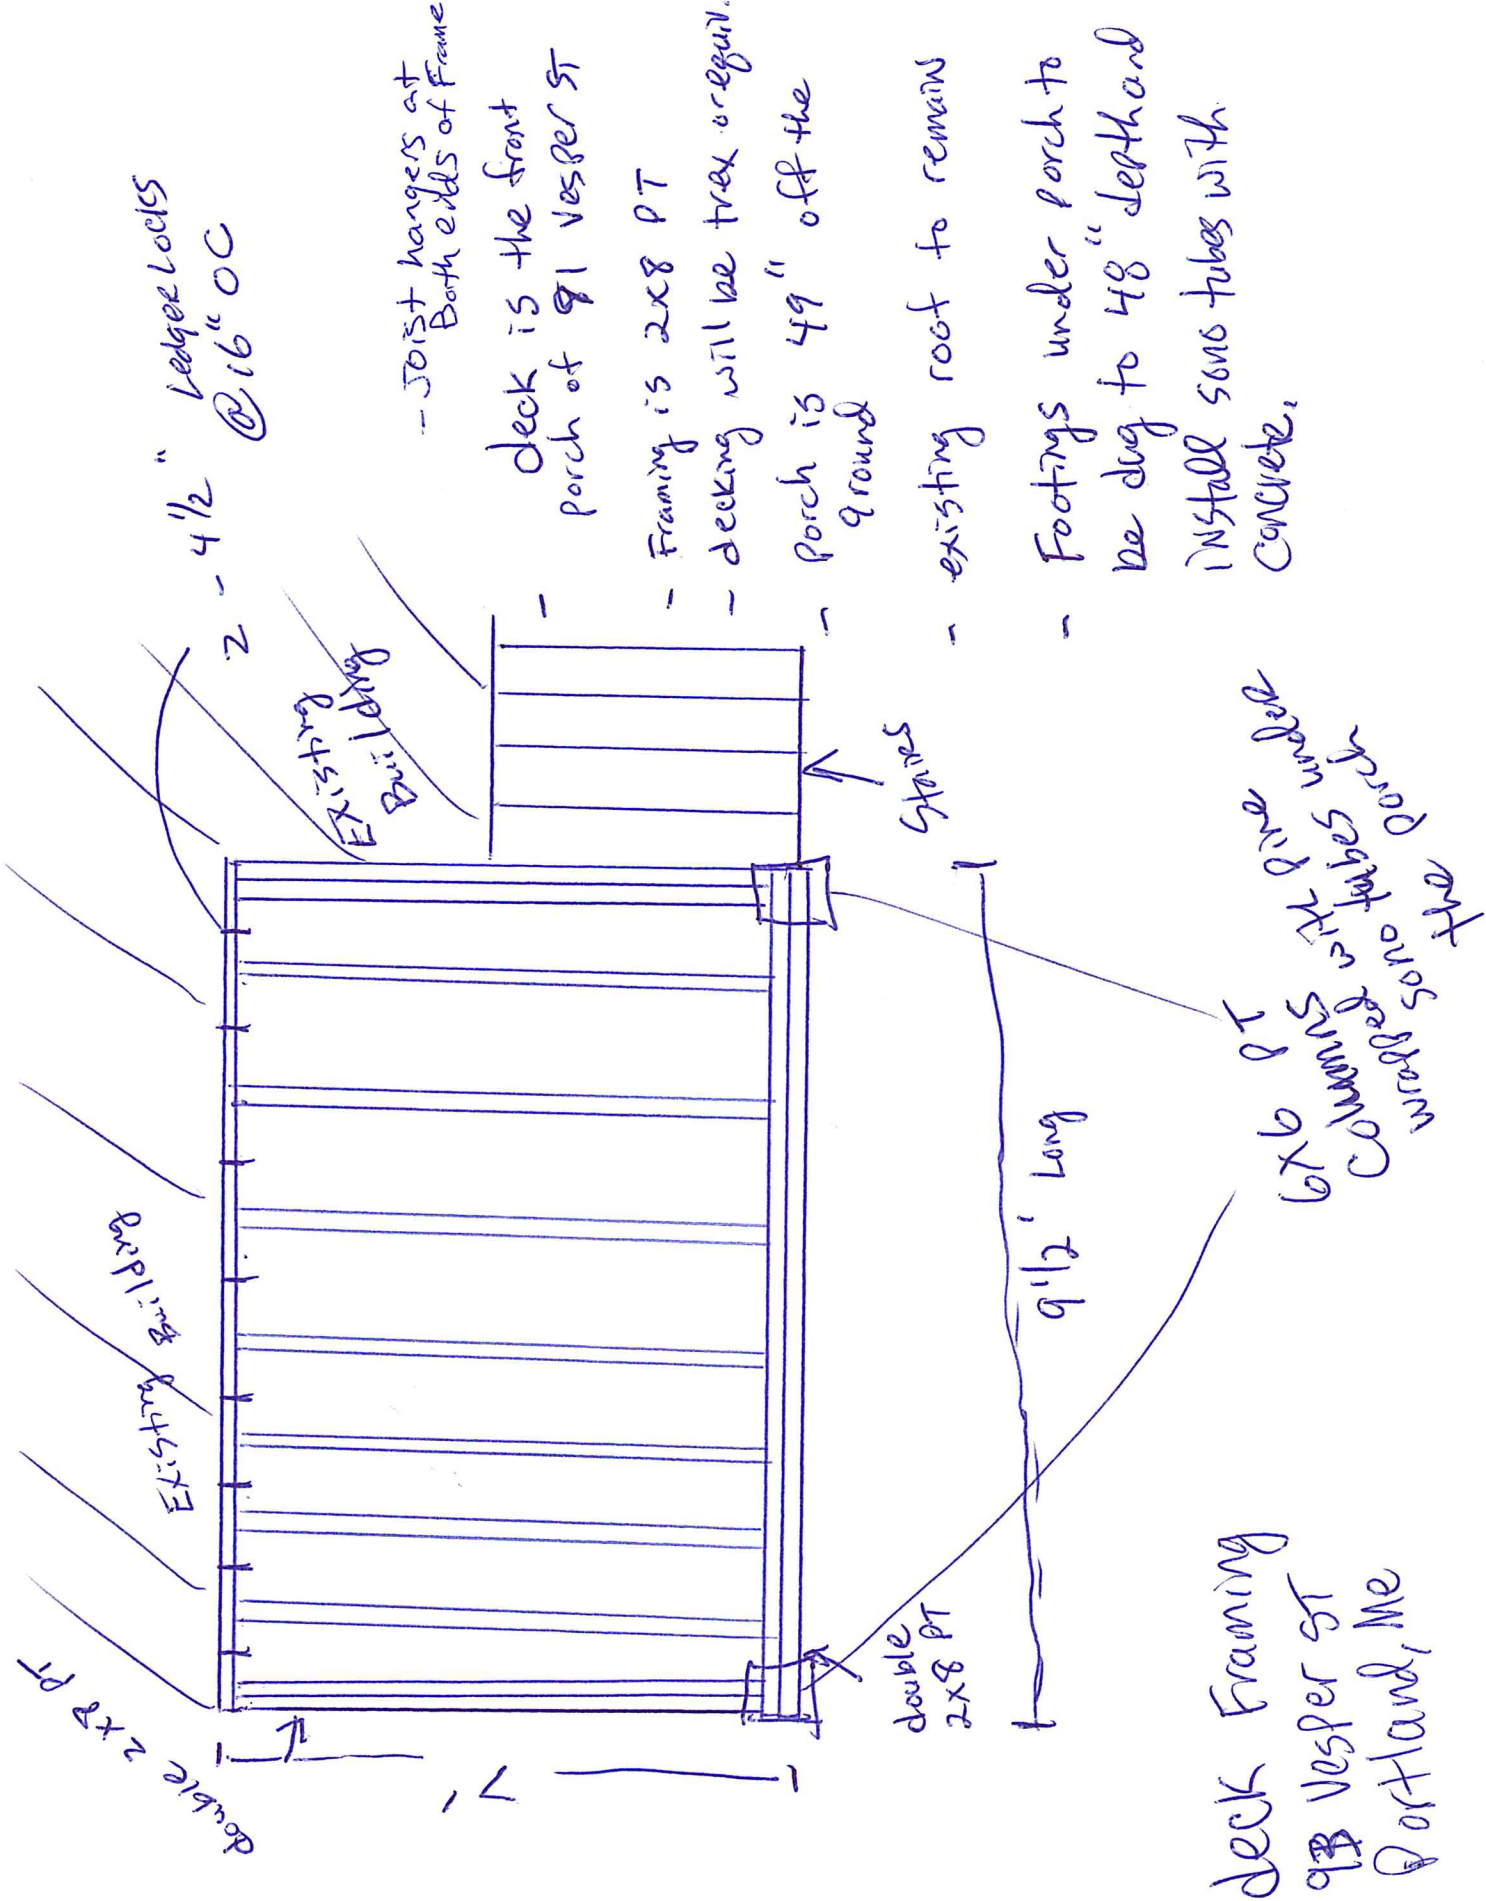 2 - 4 1/2" Ledger Locks
@ 16" OC
- Joist hangers at
Both ends of Frame
- deck is the front
porch of 91 Vesper ST
- Framing is 2x8 PT
- decking will be trex or equiv.
- Porch is 49" off the
ground
- existing roof to remain
- Footings under porch to
be dug to 48" depth and
install sono tubes with
concrete.
Existing
Building
Existing Building
double 2x8 PT
7'
Stairs
double
2x8 PT
9 1/2' Long
6x6 PT
Columns with Pine
wrapped sono tubes under
the porch
deck Framing
Vesper ST
Portland, Me